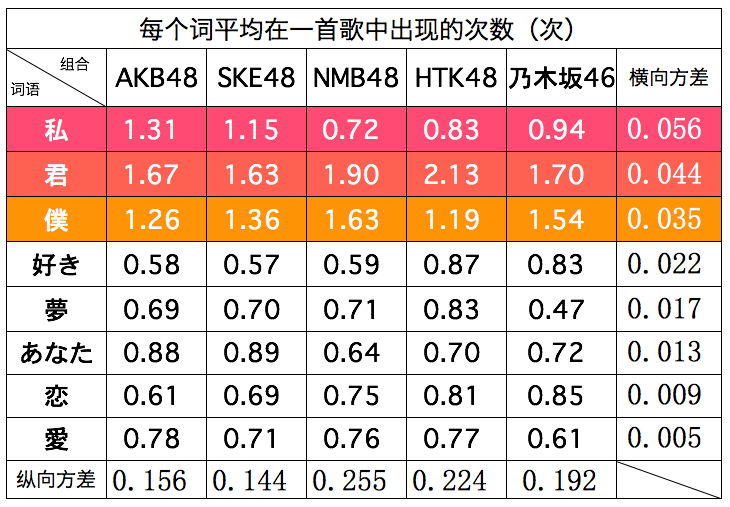 每个词平均在一首歌中出现的次数（次）
组合
词语
AKB48 SKE48 NMB48 HTK48 乃木坂46 横向方差
私 1.31 1.15 0.72 0.83 0.94 0.056
君 1.67 1.63 1.90 2.13 1.70 0.044
僕 1.26 1.36 1.63 1.19 1.54 0.035
好き 0.58 0.57 0.59 0.87 0.83 0.022
夢 0.69 0.70 0.71 0.83 0.47 0.017
あなた 0.88 0.89 0.64 0.70 0.72 0.013
恋 0.61 0.69 0.75 0.81 0.85 0.009
愛 0.78 0.71 0.76 0.77 0.61 0.005
纵向方差 0.156 0.144 0.255 0.224 0.192